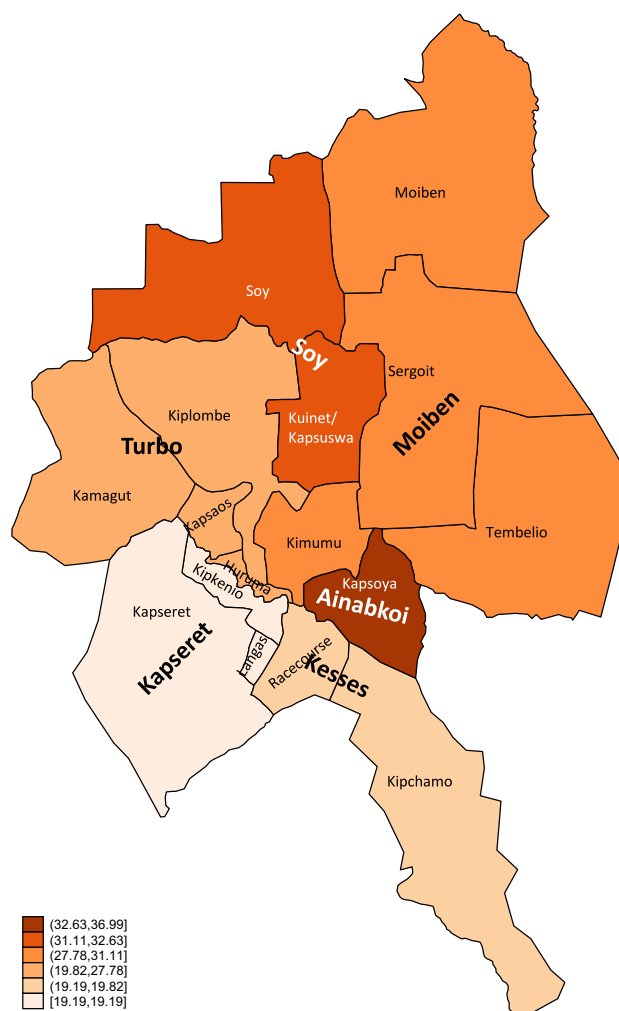 Moiben
Soy
Soy
Sergoit
Kiplombe
Kuinet/
Kapsuswa
Moiben
Turbo
Kamagut
Kapsaos
Tembelio
Kimumu
Huruma
Kipkenio
Kapsoya
Ainabkoi
Kapseret
Kapseret
Langas
Racecourse
Kesses
Kipchamo
(32.63,36.99]
(31.11,32.63]
(27.78,31.11]
(19.82,27.78]
(19.19,19.82]
[19.19,19.19]